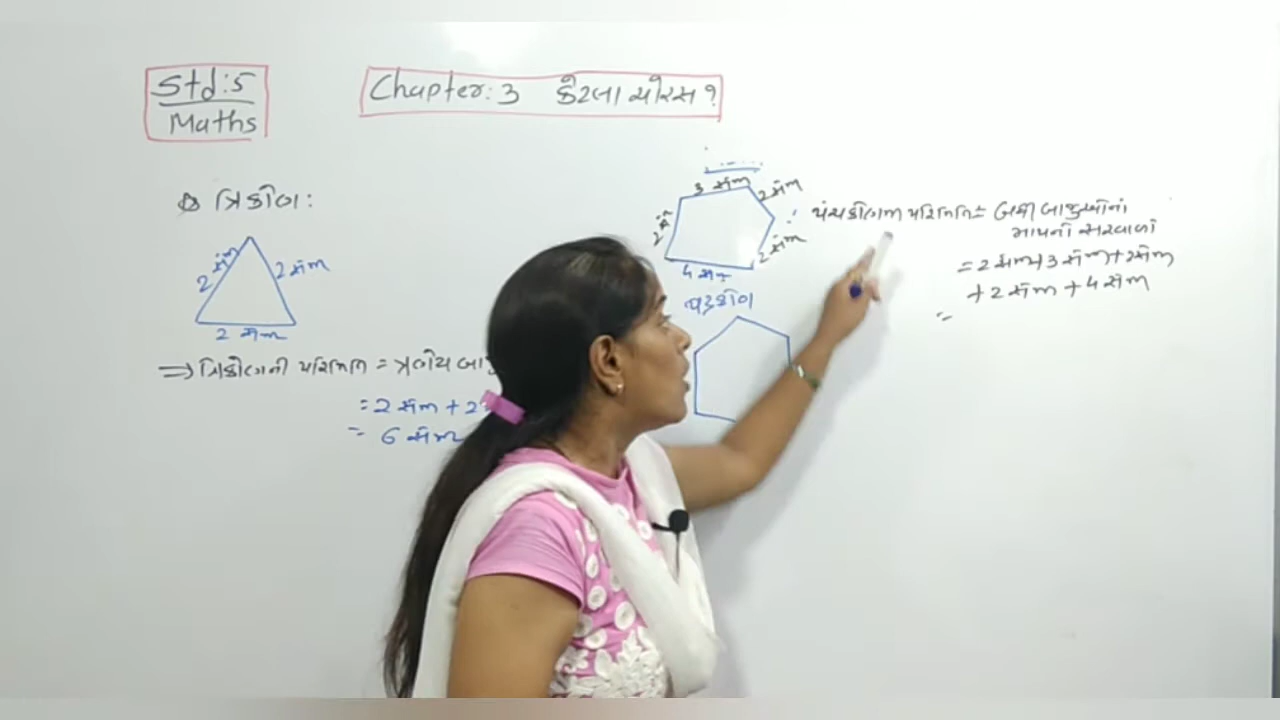 Std:5
Maths
Chapter: 3 કેટલા ચોરસ ?
ત્રિકોણ:
2 સેમ
2 સેમ
2 સેમ
⇒ ત્રિકોણની પરિમિતિ = ત્રણેય બાજુ
= 2 સેમ + 2
= 6 સેમ
3 સેમ
2 સેમ
2 સેમ
2 સેમ
4 સેમ
ષટ્કોણ
પંચકોણની પરિમિતિ = બધી બાજુઓનાં
માપનો સરવાળો
= 2 સેમ + 3 સેમ + 2 સેમ
+ 2 સેમ + 4 સેમ
=